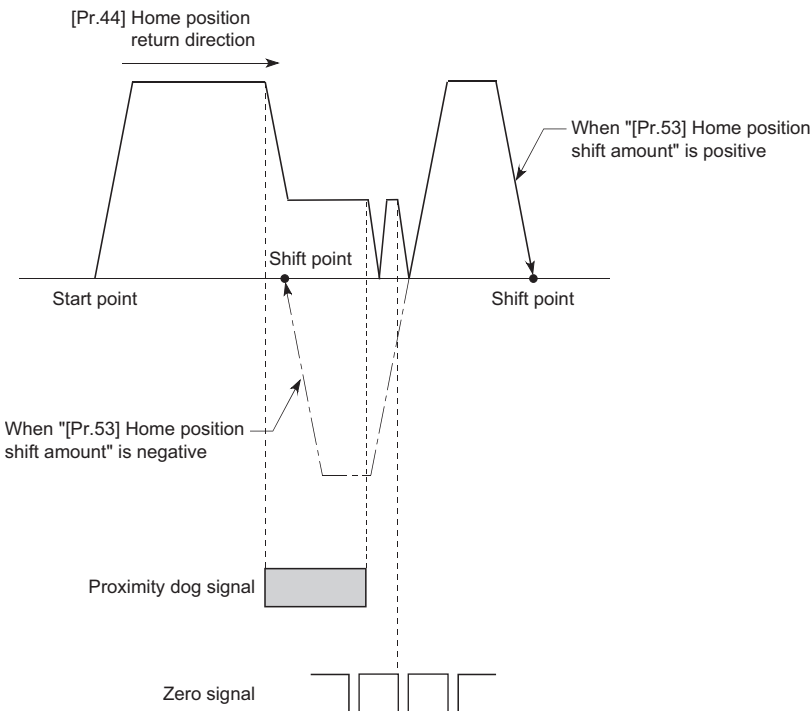 [Pr.44] Home position
return direction
When "[Pr.53] Home position
shift amount" is positive
Shift point
Start point
Shift point
When "[Pr.53] Home position
shift amount" is negative
Proximity dog signal
Zero signal